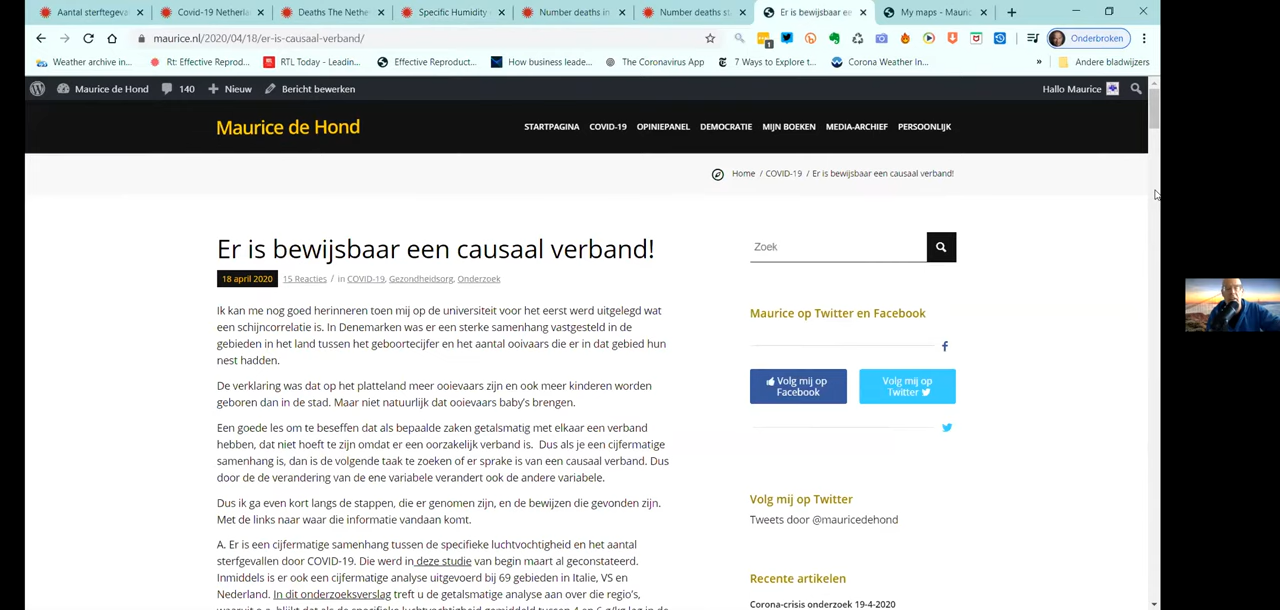 Aantal sterftegeva
Covid-19 Netherla
Deaths The Nethe
Specific Humidity
Number deaths in
Number deaths st
Er is bewijsbaar ee
My maps - Mauric
maurice.nl/2020/04/18/er-is-causaal-verband/
1
Onderbroken
Weather archive in...
Rt: Effective Reprod...
RTL Today - Leadin...
Effective Reproduc...
How business leade...
The Coronavirus App
7 Ways to Explore t...
Corona Weather In...
»
Andere bladwijzers
Maurice de Hond
140
Nieuw
Bericht bewerken
Hallo Maurice
Maurice de Hond
STARTPAGINA
COVID-19
OPINIEPANEL
DEMOCRATIE
MIJN BOEKEN
MEDIA-ARCHIEF
PERSOONLIJK
Home / COVID-19 / Er is bewijsbaar een causaal verband!
Er is bewijsbaar een causaal verband!
18 april 2020
15 Reacties / in COVID-19, Gezondheidsorg, Onderzoek
Ik kan me nog goed herinneren toen mij op de universiteit voor het eerst werd uitgelegd wat
een schijncorrelatie is. In Denemarken was er een sterke samenhang vastgesteld in de
gebieden in het land tussen het geboortecijfer en het aantal ooivaars die er in dat gebied hun
nest hadden.
De verklaring was dat op het platteland meer ooievaars zijn en ook meer kinderen worden
geboren dan in de stad. Maar niet natuurlijk dat ooievaars baby's brengen.
Een goede les om te beseffen dat als bepaalde zaken getalsmatig met elkaar een verband
hebben, dat niet hoeft te zijn omdat er een oorzakelijk verband is. Dus als je een cijfermatige
samenhang is, dan is de volgende taak te zoeken of er sprake is van een causaal verband. Dus
door de de verandering van de ene variabele verandert ook de andere variabele.
Dus ik ga even kort langs de stappen, die er genomen zijn, en de bewijzen die gevonden zijn.
Met de links naar waar die informatie vandaan komt.
A. Er is een cijfermatige samenhang tussen de specifieke luchtvochtigheid en het aantal
sterfgevallen door COVID-19. Die werd in deze studie van begin maart al geconstateerd.
Inmiddels is er ook een cijfermatige analyse uitgevoerd bij 69 gebieden in Italie, VS en
Nederland. In dit onderzoeksverslag treft u de getalsmatige analyse aan over die regio's,
Zoek
Maurice op Twitter en Facebook
Volg mij op
Facebook
Volg mij op
Twitter
Volg mij op Twitter
Tweets door @mauricedehond
Recente artikelen
Corona-crisis onderzoek 19-4-2020